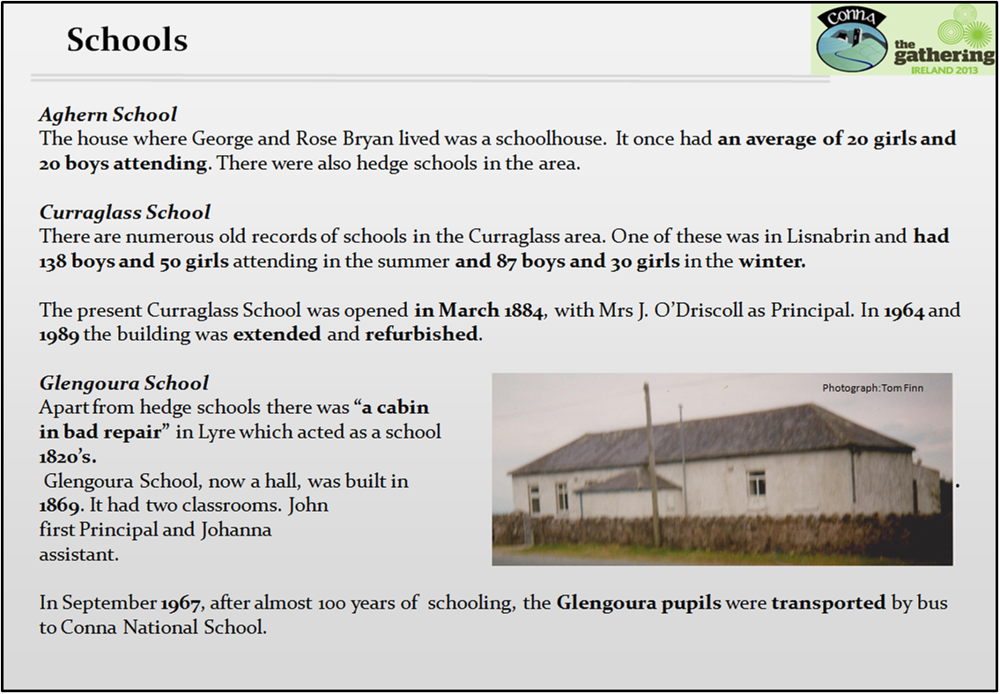 Schools
CONNA
the
gathering
IRELAND 2013
Aghern School
The house where George and Rose Bryan lived was a schoolhouse. It once had an average of 20 girls and
20 boys attending. There were also hedge schools in the area.
Curraglass School
There are numerous old records of schools in the Curraglass area. One of these was in Lisnabrin and had
138 boys and 50 girls attending in the summer and 87 boys and 30 girls in the winter.
The present Curraglass School was opened in March 1884, with Mrs J. O’Driscoll as Principal. In 1964 and
1989 the building was extended and refurbished.
Glengoura School
Apart from hedge schools there was “a cabin
in bad repair” in Lyre which acted as a school
1820’s.
Glengoura School, now a hall, was built in
1869. It had two classrooms. John
first Principal and Johanna
assistant.
Photograph: Tom Finn
.
In September 1967, after almost 100 years of schooling, the Glengoura pupils were transported by bus
to Conna National School.